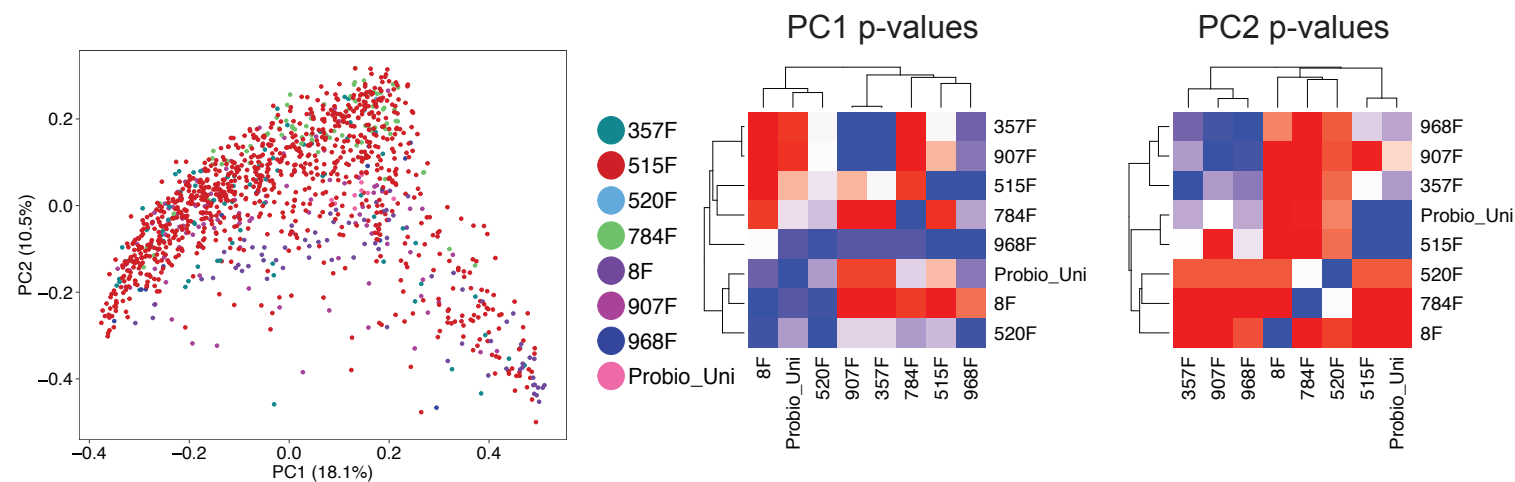 PC1 p-values
PC2 p-values
PC2 (10.5%)
0.2
0.0
−0.2
−0.4
−0.4
−0.2
0.0
0.2
0.4
PC1 (18.1%)
357F
515F
520F
784F
8F
907F
968F
Probio_Uni
357F
907F
515F
784F
968F
Probio_Uni
8F
520F
8F
Probio_Uni
520F
907F
357F
784F
515F
968F
968F
907F
357F
Probio_Uni
515F
520F
784F
8F
357F
907F
968F
8F
784F
520F
515F
Probio_Uni